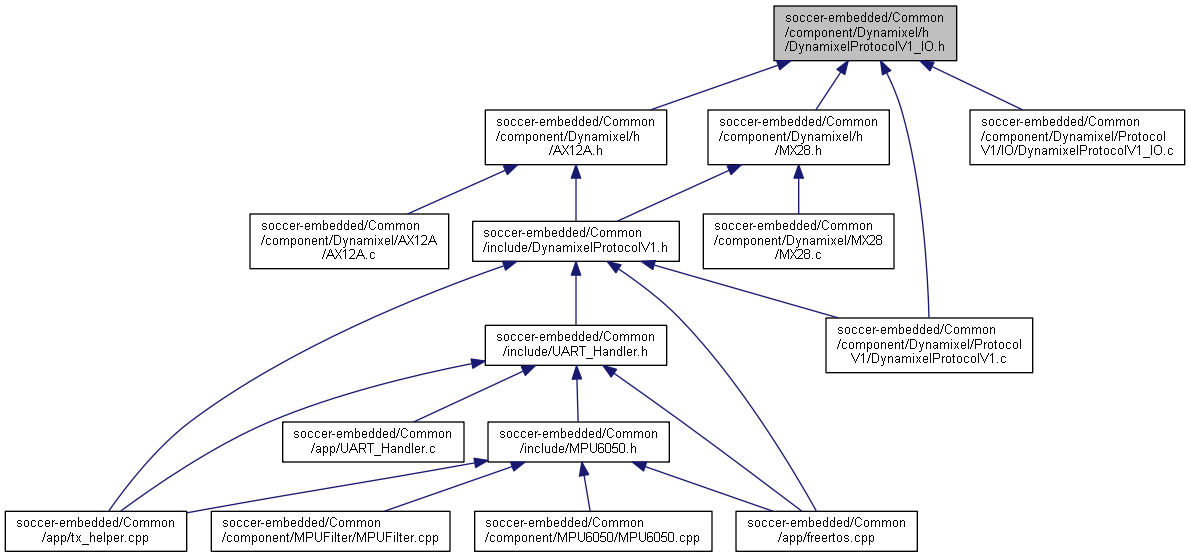 soccer-embedded/Common
/component/Dynamixel/h
/DynamixelProtocolV1_IO.h
soccer-embedded/Common
/component/Dynamixel/h
/AX12A.h
soccer-embedded/Common
/component/Dynamixel/h
/MX28.h
soccer-embedded/Common
/component/Dynamixel/Protocol
V1/IO/DynamixelProtocolV1_IO.c
soccer-embedded/Common
/component/Dynamixel/AX12A
/AX12A.c
soccer-embedded/Common
/include/DynamixelProtocolV1.h
soccer-embedded/Common
/component/Dynamixel/MX28
/MX28.c
soccer-embedded/Common
/include/UART_Handler.h
soccer-embedded/Common
/component/Dynamixel/Protocol
V1/DynamixelProtocolV1.c
soccer-embedded/Common
/app/UART_Handler.c
soccer-embedded/Common
/include/MPU6050.h
soccer-embedded/Common
/app/tx_helper.cpp
soccer-embedded/Common
/component/MPUFilter/MPUFilter.cpp
soccer-embedded/Common
/component/MPU6050/MPU6050.cpp
soccer-embedded/Common
/app/freertos.cpp